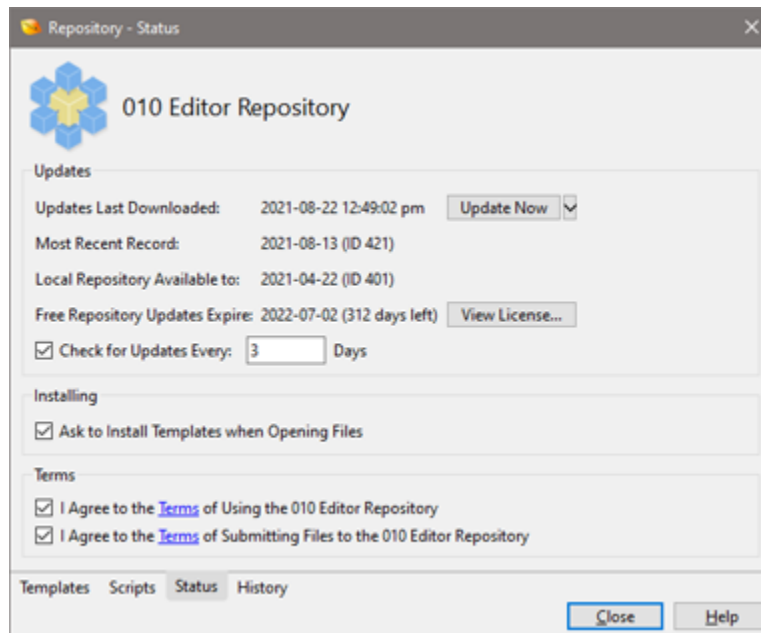 Repository - Status
010 Editor Repository
Updates
Updates Last Downloaded: 2021-08-22 12:49:02 pm Update Now
Most Recent Record: 2021-08-13 (ID 421)
Local Repository Available to: 2021-04-22 (ID 401)
Free Repository Updates Expire: 2022-07-02 (312 days left) View License...
Check for Updates Every: 3 Days
Installing
Ask to Install Templates when Opening Files
Terms
I Agree to the Terms of Using the 010 Editor Repository
I Agree to the Terms of Submitting Files to the 010 Editor Repository
Templates Scripts Status History
Close Help